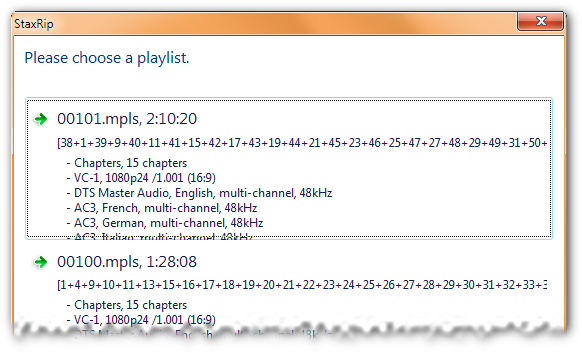 StaxRip
Please choose a playlist.
00101.mpls, 2:10:20
[38+1+39+9+40+11+41+15+42+17+43+19+44+21+45+23+46+25+47+27+48+29+49+31+50+
- Chapters, 15 chapters
- VC-1, 1080p24 /1.001 (16:9)
- DTS Master Audio, English, multi-channel, 48kHz
- AC3, French, multi-channel, 48kHz
- AC3, German, multi-channel, 48kHz
- AC3, Italian, multi-channel, 48kHz
00100.mpls, 1:28:08
[1+4+9+10+11+13+15+16+17+18+19+20+21+22+23+24+25+26+27+28+29+30+31+32+33+3
- Chapters, 15 chapters
- VC-1, 1080p24 /1.001 (16:9)